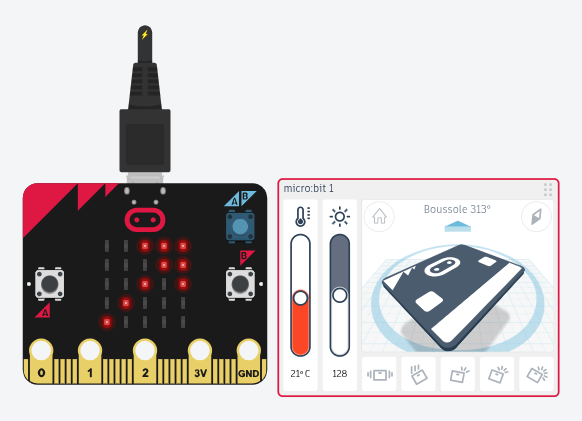 A B
B
A
0 1 2 3V GND
micro:bit 1
Boussole 313°
21°C
128